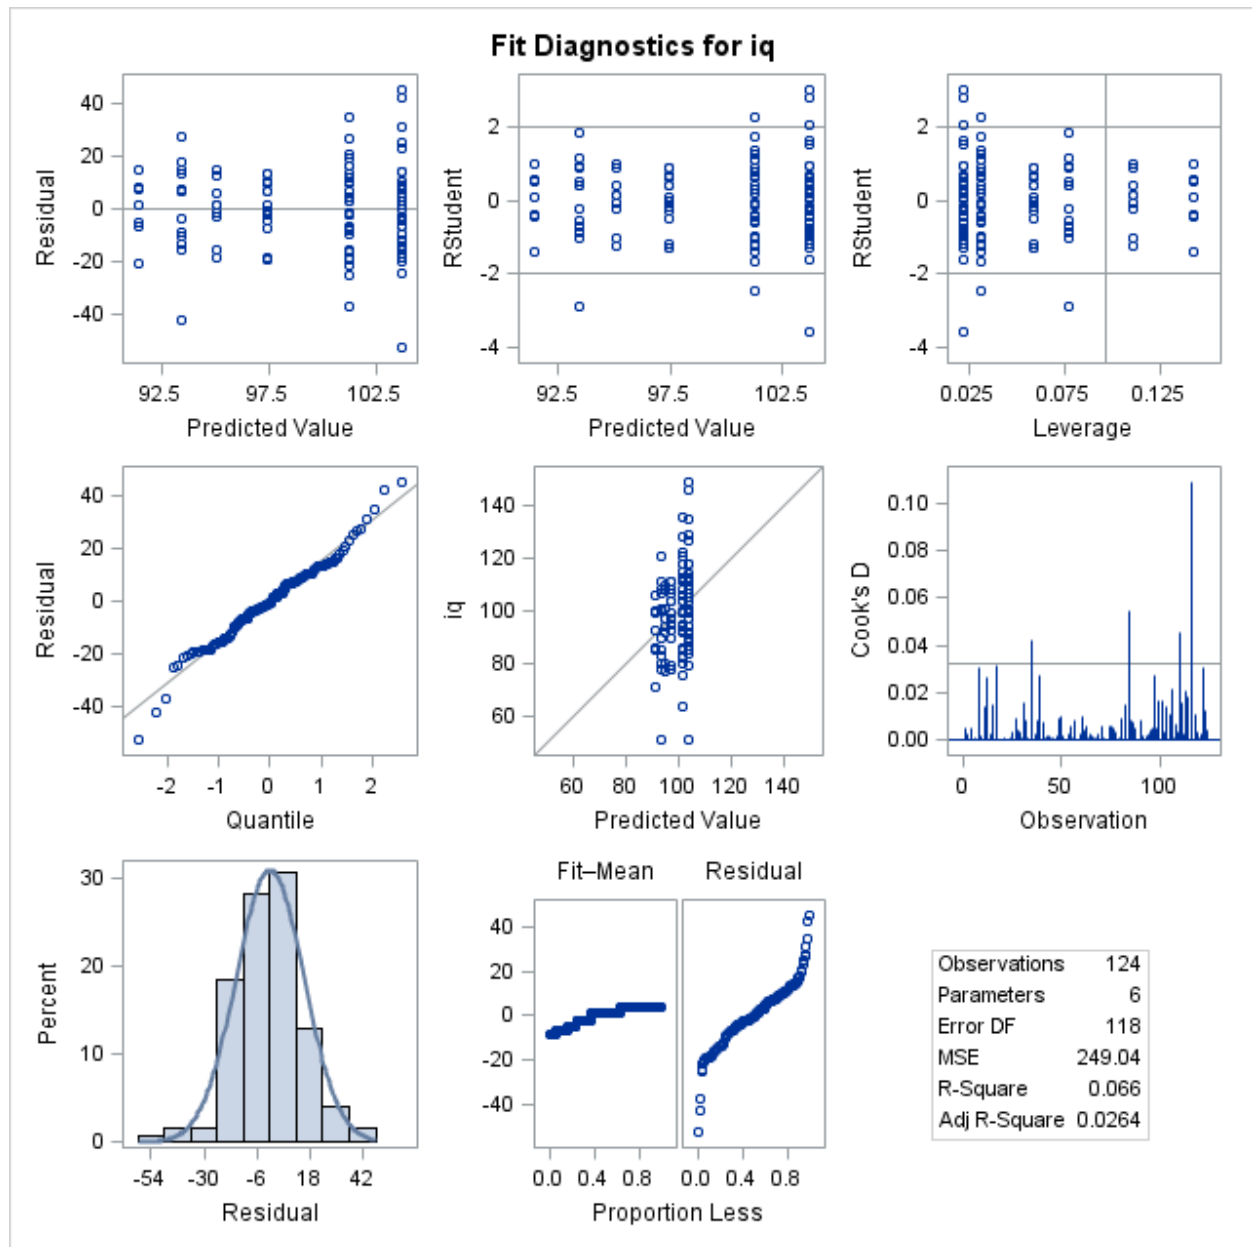 Fit Diagnostics for iq
40
20
0
-20
-40
Residual
92.5 97.5 102.5
Predicted Value
2
0
-2
-4
RStudent
92.5 97.5 102.5
Predicted Value
2
0
-2
-4
RStudent
0.025 0.075 0.125
Leverage
40
20
0
-20
-40
Residual
-2 -1 0 1 2
Quantile
140
120
100
80
60
iq
60 80 100 120 140
Predicted Value
0.10
0.08
0.06
0.04
0.02
0.00
Cook's D
0 50 100
Observation
30
20
10
0
Percent
-54 -30 -6 18 42
Residual
Fit–Mean Residual
40
20
0
-20
-40
0.0 0.4 0.8 0.0 0.4 0.8
Proportion Less
Observations 124
Parameters 6
Error DF 118
MSE 249.04
R-Square 0.066
Adj R-Square 0.0264